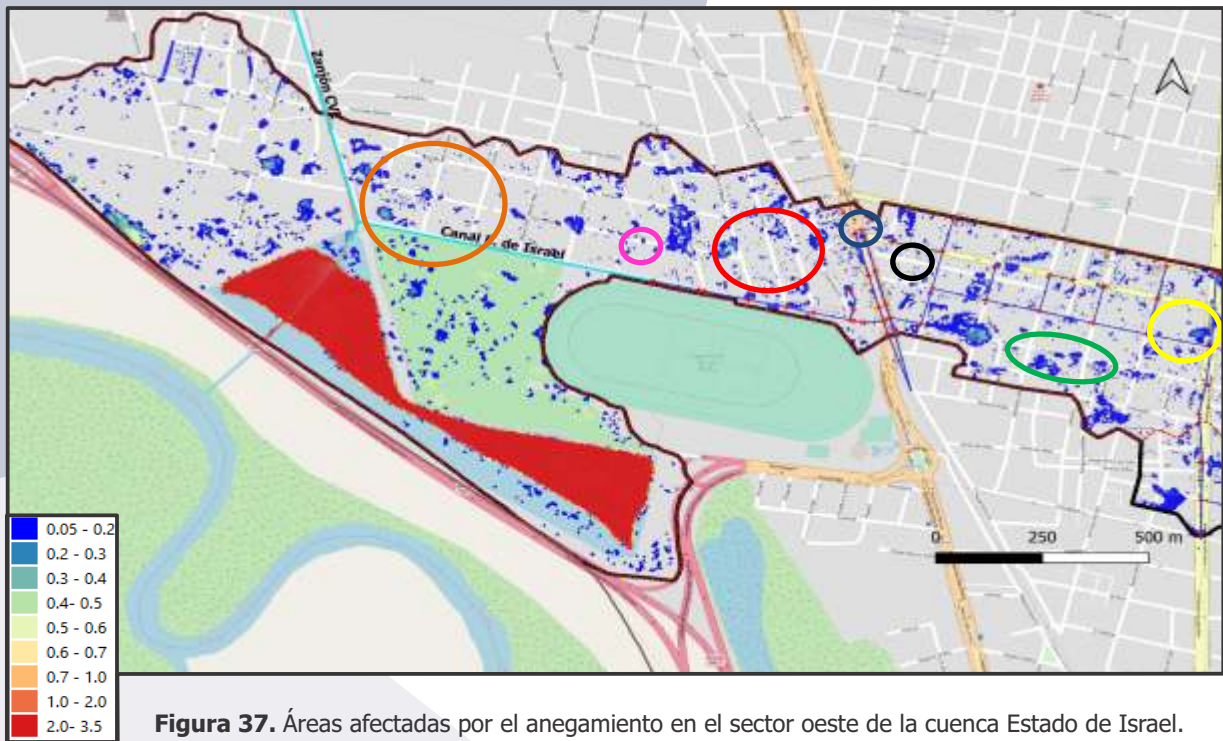 Zanjón CVF
Canal E. de Israel
0 250 500 m
0.05 - 0.2
0.2 - 0.3
0.3 - 0.4
0.4- 0.5
0.5 - 0.6
0.6 - 0.7
0.7 - 1.0
1.0 - 2.0
2.0- 3.5
Figura 37. Áreas afectadas por el anegamiento en el sector oeste de la cuenca Estado de Israel.